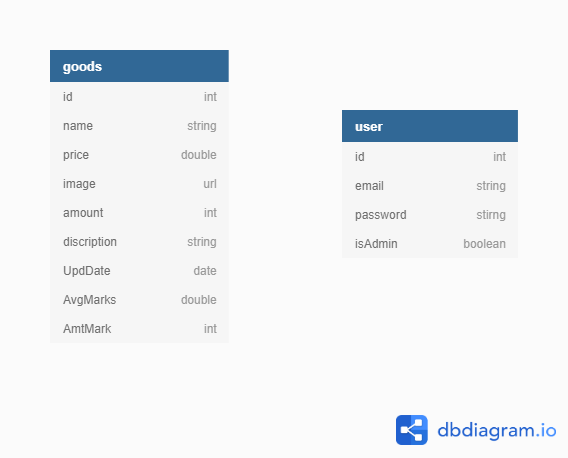 goods
id int
name string
price double
image url
amount int
discription string
UpdDate date
AvgMarks double
AmtMark int
user
id int
email string
password stirng
isAdmin boolean
dbdiagram.io